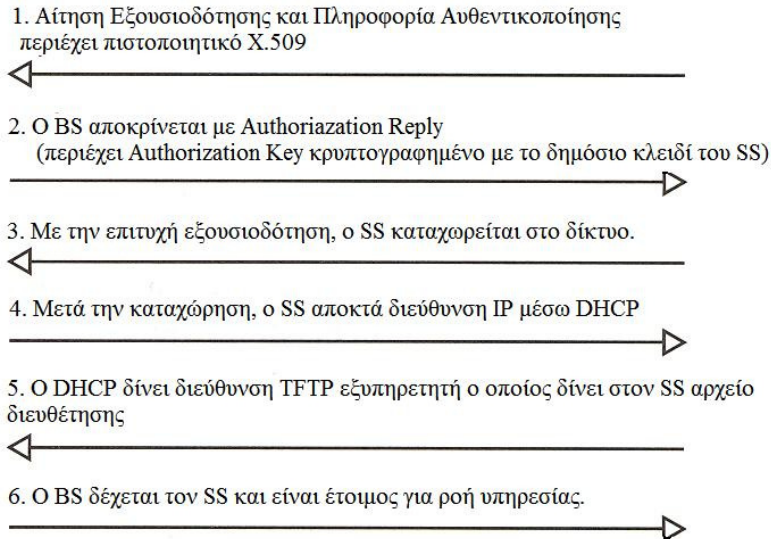 1. Αίτηση Εξουσιοδότησης και Πληροφορία Αυθεντικοποίησης
περιέχει πιστοποιητικό X.509
2. Ο BS αποκρίνεται με Authoriazation Reply
(περιέχει Authorization Key κρυπτογραφημένο με το δημόσιο κλειδί του SS)
3. Με την επιτυχή εξουσιοδότηση, ο SS καταχωρείται στο δίκτυο.
4. Μετά την καταχώρηση, ο SS αποκτά διεύθυνση IP μέσω DHCP
5. Ο DHCP δίνει διεύθυνση TFTP εξυπηρετητή ο οποίος δίνει στον SS αρχείο
διευθέτησης
6. Ο BS δέχεται τον SS και είναι έτοιμος για ροή υπηρεσίας.